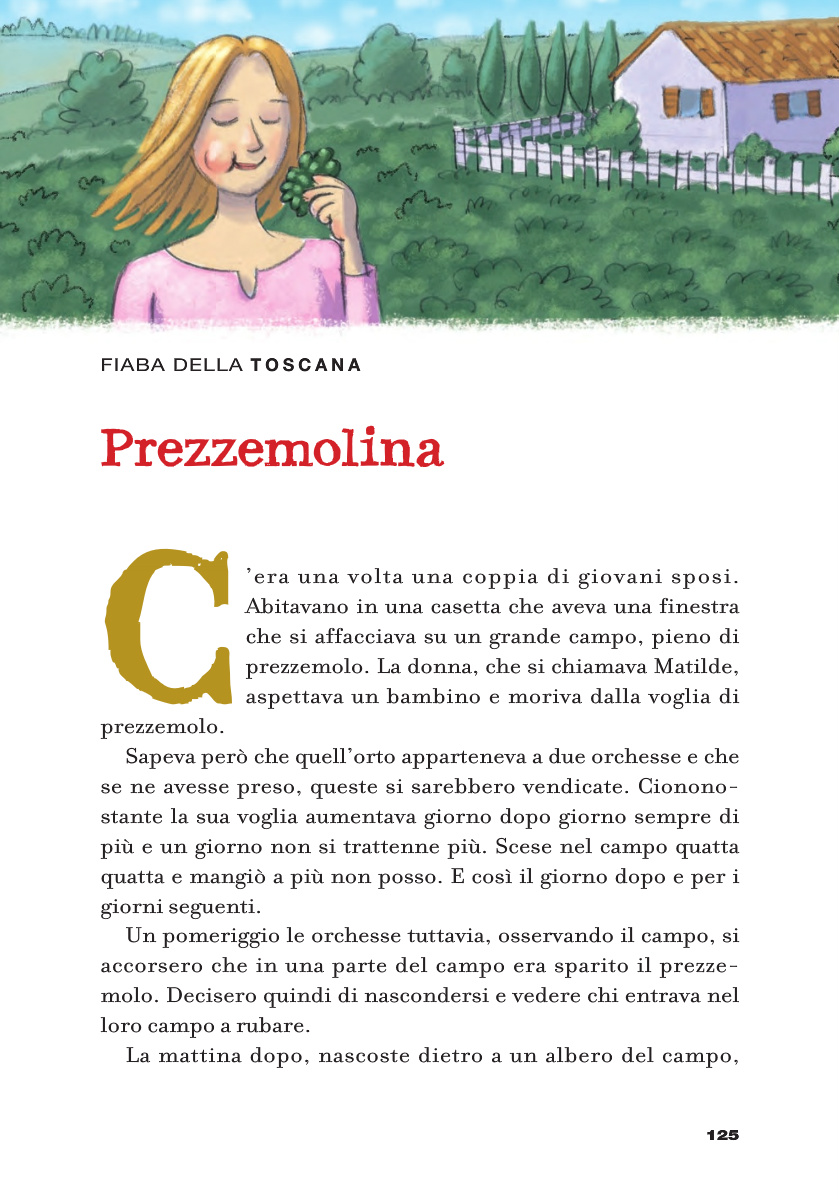 FIABA DELLA TOSCANA
Prezzemolina
C'era una volta una coppia di giovani sposi.
Abitavano in una casetta che aveva una finestra
che si affacciava su un grande campo, pieno di
prezzemolo. La donna, che si chiamava Matilde,
aspettava un bambino e moriva dalla voglia di
prezzemolo.
Sapeva però che quell'orto apparteneva a due orchesse e che
se ne avesse preso, queste si sarebbero vendicate. Ciono­no-
stante la sua voglia aumentava giorno dopo giorno sempre di
più e un giorno non si trattenne più. Scese nel campo quatta
quatta e mangiò a più non posso. E così il giorno dopo e per i
giorni seguenti.
Un pomeriggio le orchesse tuttavia, osservando il campo, si
accorsero che in una parte del campo era sparito il prezze-
molo. Decisero quindi di nascondersi e vedere chi entrava nel
loro campo a rubare.
La mattina dopo, nascoste dietro a un albero del campo,
125